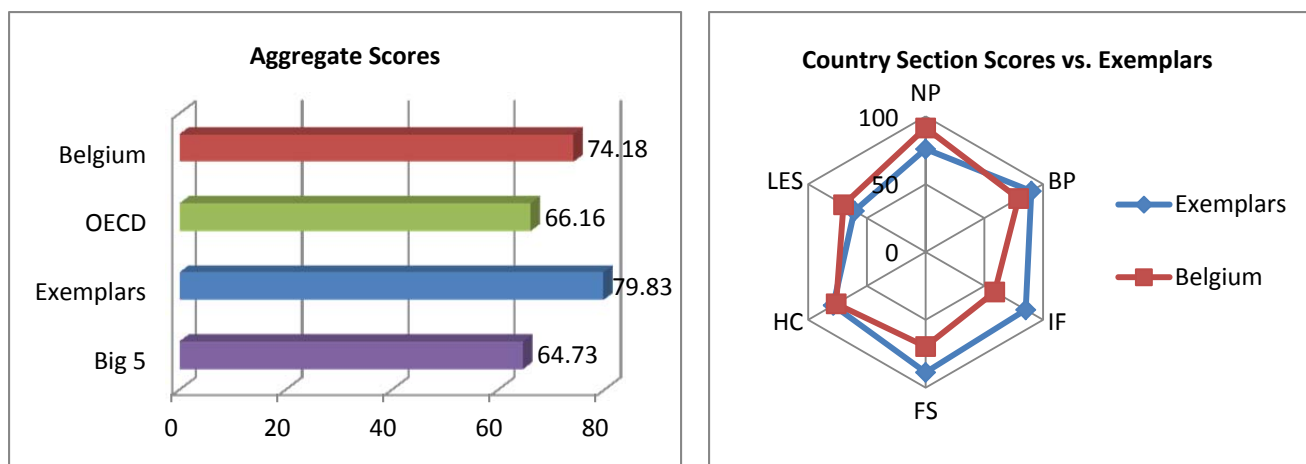 Aggregate Scores
Belgium
74.18
OECD
66.16
Exemplars
79.83
Big 5
64.73
0 20 40 60 80
Country Section Scores vs. Exemplars
NP
100
LES
BP
50
0
HC
IF
FS
Exemplars
Belgium